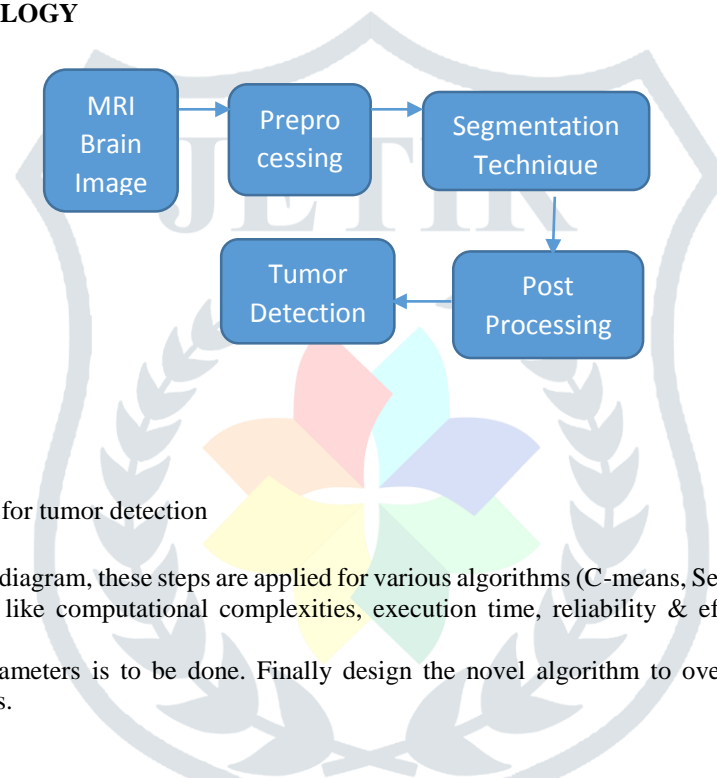 LOGY
MRI
Brain
Image
Prepro
cessing
Segmentation
Technique
Tumor
Detection
Post
Processing
JETIR
for tumor detection
diagram, these steps are applied for various algorithms (C-means, Se
like computational complexities, execution time, reliability & ef
ameters is to be done. Finally design the novel algorithm to ove
s.